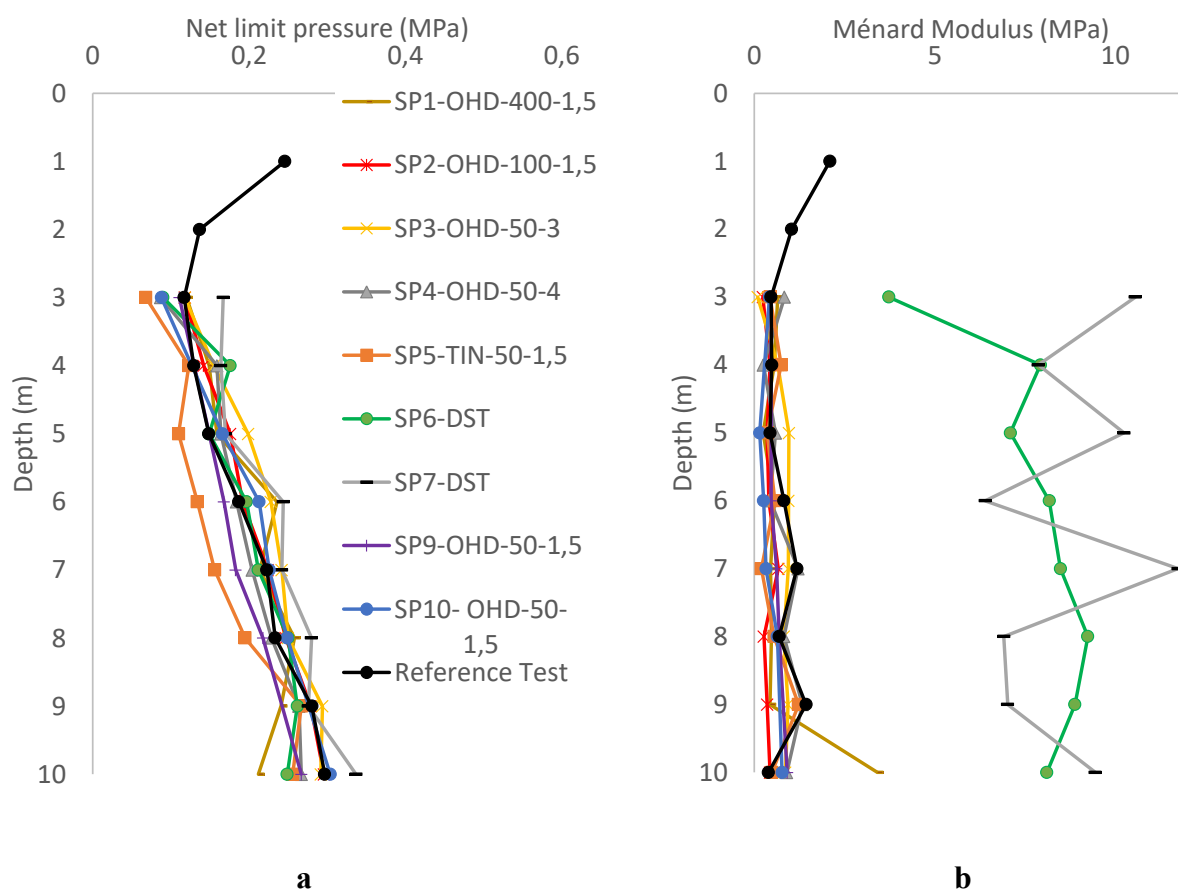 Net limit pressure (MPa)
0 0,2 0,4 0,6
Depth (m)
0
1
2
3
4
5
6
7
8
9
10
SP1-OHD-400-1,5
SP2-OHD-100-1,5
SP3-OHD-50-3
SP4-OHD-50-4
SP5-TIN-50-1,5
SP6-DST
SP7-DST
SP9-OHD-50-1,5
SP10- OHD-50-
1,5
Reference Test
a
Ménard Modulus (MPa)
0 5 10
Depth (m)
0
1
2
3
4
5
6
7
8
9
10
b